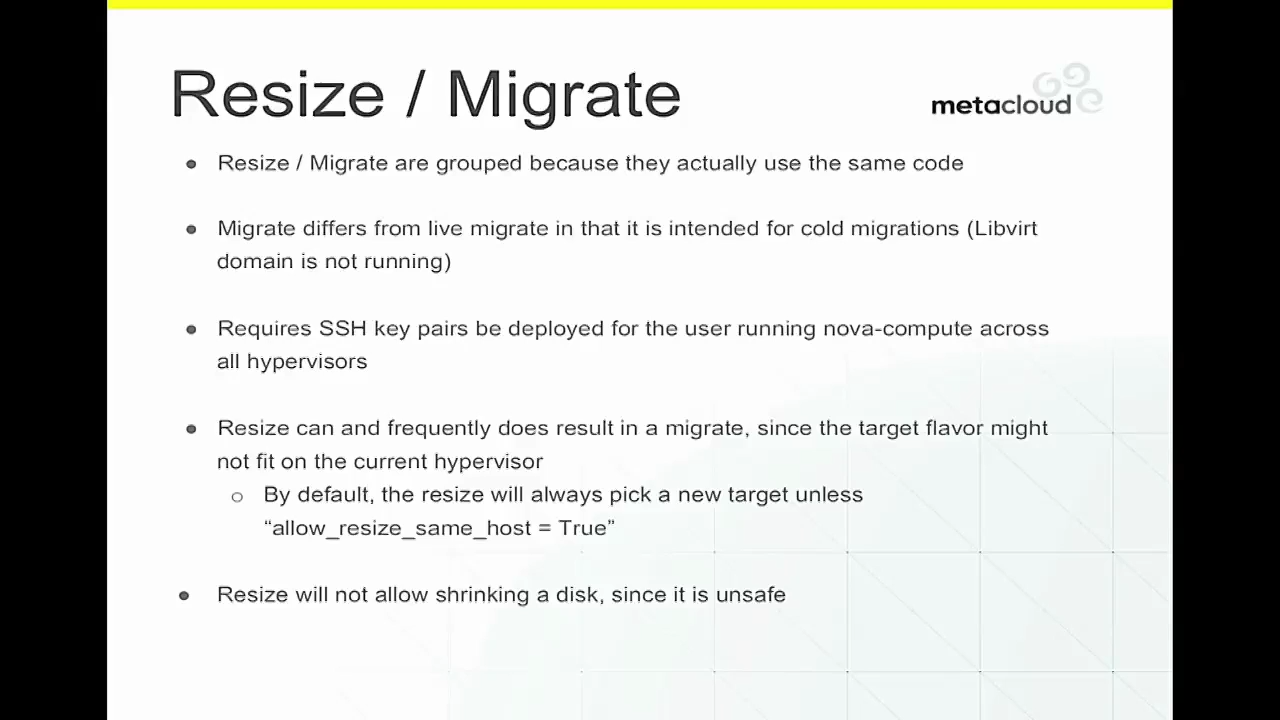 Resize / Migrate
metacloud
● Resize / Migrate are grouped because they actually use the same code
● Migrate differs from live migrate in that it is intended for cold migrations (Libvirt
domain is not running)
● Requires SSH key pairs be deployed for the user running nova-compute across
all hypervisors
● Resize can and frequently does result in a migrate, since the target flavor might
not fit on the current hypervisor
○ By default, the resize will always pick a new target unless
“allow_resize_same_host = True”
● Resize will not allow shrinking a disk, since it is unsafe